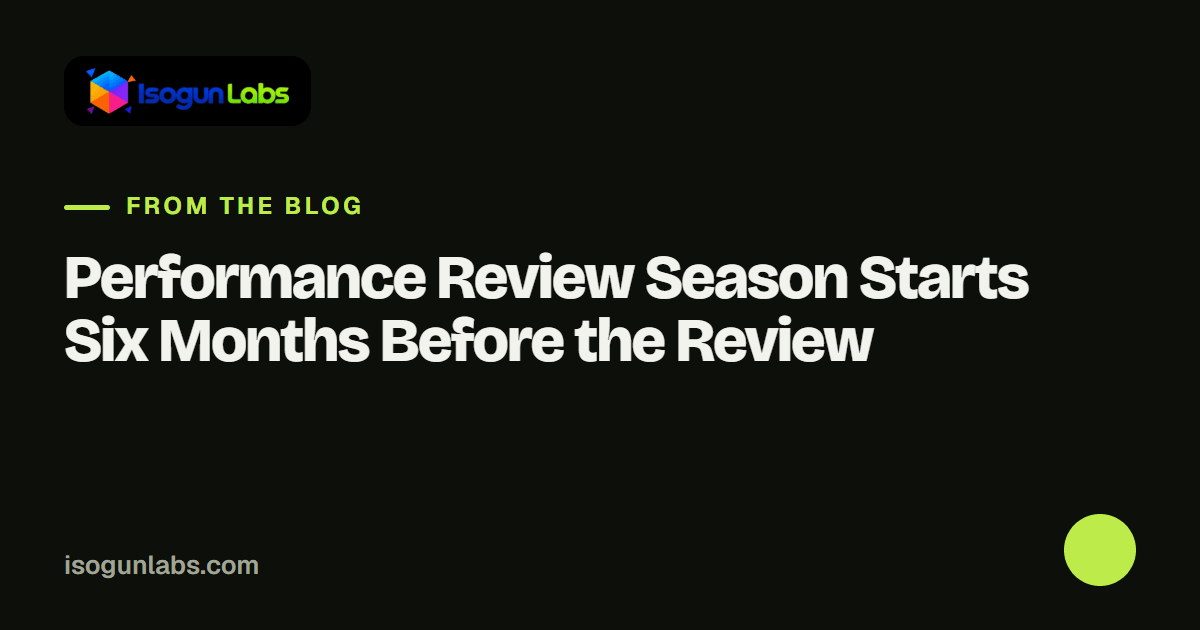 Isogun Labs
FROM THE BLOG
Performance Review Season Starts
Six Months Before the Review
isogunlabs.com